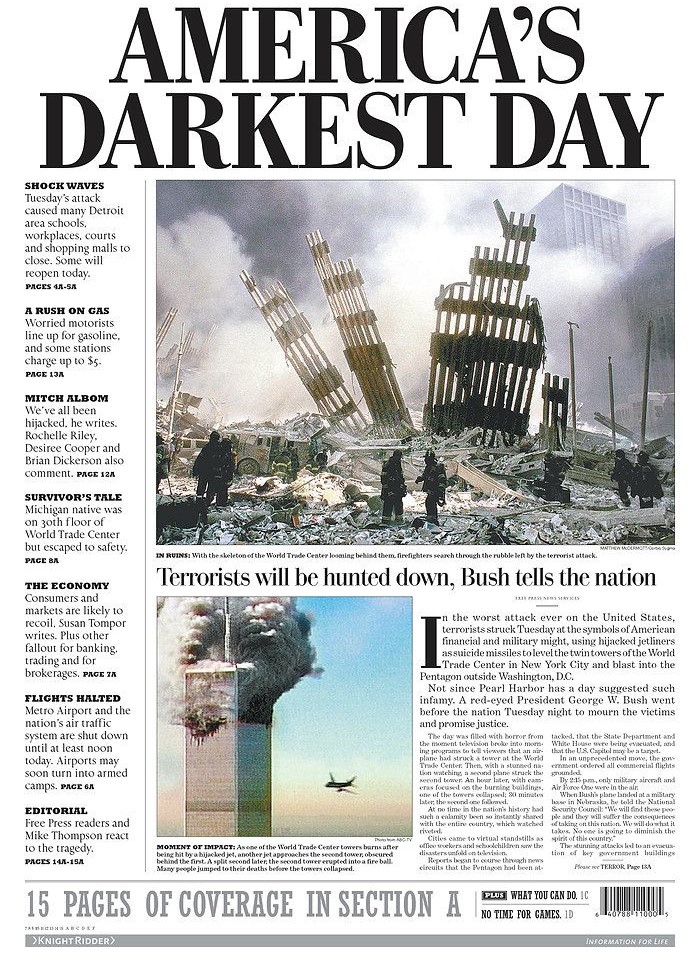 AMERICA'S
DARKEST DAY
SHOCK WAVES
Tuesday's attack
caused many Detroit
area schools,
workplaces, courts
and shopping malls to
close. Some will
reopen today.
PAGES 4A-5A
A RUSH ON GAS
Worried motorists
line up for gasoline,
and some stations
charge up to $5.
PAGE 13A
MITCH ALBOM
We've all been
hijacked, he writes.
Rochelle Riley,
Desiree Cooper and
Brian Dickerson also
comment. PAGE 12A
SURVIVOR'S TALE
Michigan native was
on 30th floor of
World Trade Center
but escaped to safety.
PAGE 8A
THE ECONOMY
Consumers and
markets are likely to
recoil, Susan Tompor
writes. Plus other
fallout for banking,
trading and for
brokerages. PAGE 7A
FLIGHTS HALTED
Metro Airport and the
nation's air traffic
system are shut down
until at least noon
today. Airports may
soon turn into armed
camps. PAGE 6A
EDITORIAL
Free Press readers and
Mike Thompson react
to the tragedy.
PAGES 14A-15A
MATTHEW McDERMOTT/Corbis Sygma
IN RUINS: With the skeleton of the World Trade Center looming behind them, firefighters search through the rubble left by the terrorist attack.
Terrorists will be hunted down, Bush tells the nation
Photo from ABC-TV
MOMENT OF IMPACT: As one of the World Trade Center towers burns after
being hit by a hijacked jet, another jet approaches the second tower, obscured
behind the first. A split second later, the second tower erupted into a fire ball.
Many people jumped to their deaths before the towers collapsed.
FREE PRESS NEWS SERVICES
In the worst attack ever on the United States,
terrorists struck Tuesday at the symbols of American
financial and military might, using hijacked jetliners
as suicide missiles to level the twin towers of the World
Trade Center in New York City and blast into the
Pentagon outside Washington, D.C.
Not since Pearl Harbor has a day suggested such
infamy. A red-eyed President George W. Bush went
before the nation Tuesday night to mourn the victims
and promise justice.
The day was filled with horror from
the moment television broke into morn-
ing programs to tell viewers that an air-
plane had struck a tower at the World
Trade Center. Then, with a stunned na-
tion watching, a second plane struck the
second tower. An hour later, with cam-
eras focused on the burning buildings,
one of the towers collapsed; 30 minutes
later, the second one followed.
At no time in the nation's history had
such a calamity been so instantly shared
with the entire country, which watched
riveted.
Cities came to virtual standstills as
office workers and schoolchildren saw the
disasters unfold on television.
Reports began to course through news
circuits that the Pentagon had been at-
tacked, that the State Department and
White House were being evacuated, and
that the U.S. Capitol may be a target.
In an unprecedented move, the gov-
ernment ordered all commercial flights
grounded.
By 2:15 p.m., only military aircraft and
Air Force One were in the air.
When Bush's plane landed at a military
base in Nebraska, he told the National
Security Council: "We will find these peo-
ple and they will suffer the consequences
of taking on this nation. We will do what it
takes. No one is going to diminish the
spirit of this country."
The stunning attacks led to an evacua-
tion of key government buildings
Please see TERROR, Page 18A
15 PAGES OF COVERAGE IN SECTION A
PLUS WHAT YOU CAN DO. 1C
NO TIME FOR GAMES. 1D
6 40788 11000 5
KNIGHT RIDDER
INFORMATION FOR LIFE